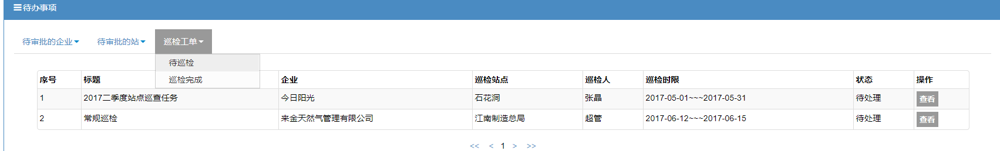 待办事项
待审批的企业 待审批的站 巡检工单
待巡检
巡检完成
序号 标题 企业 巡检站点 巡检人 巡检时限 状态 操作
1 2017二季度站点巡查任务 今日阳光 石花洞 张晶 2017-05-01~~~2017-05-31 待处理 查看
2 常规巡检 来金天然气管理有限公司 江南制造总局 超管 2017-06-12~~~2017-06-15 待处理 查看
<< < 1 > >>